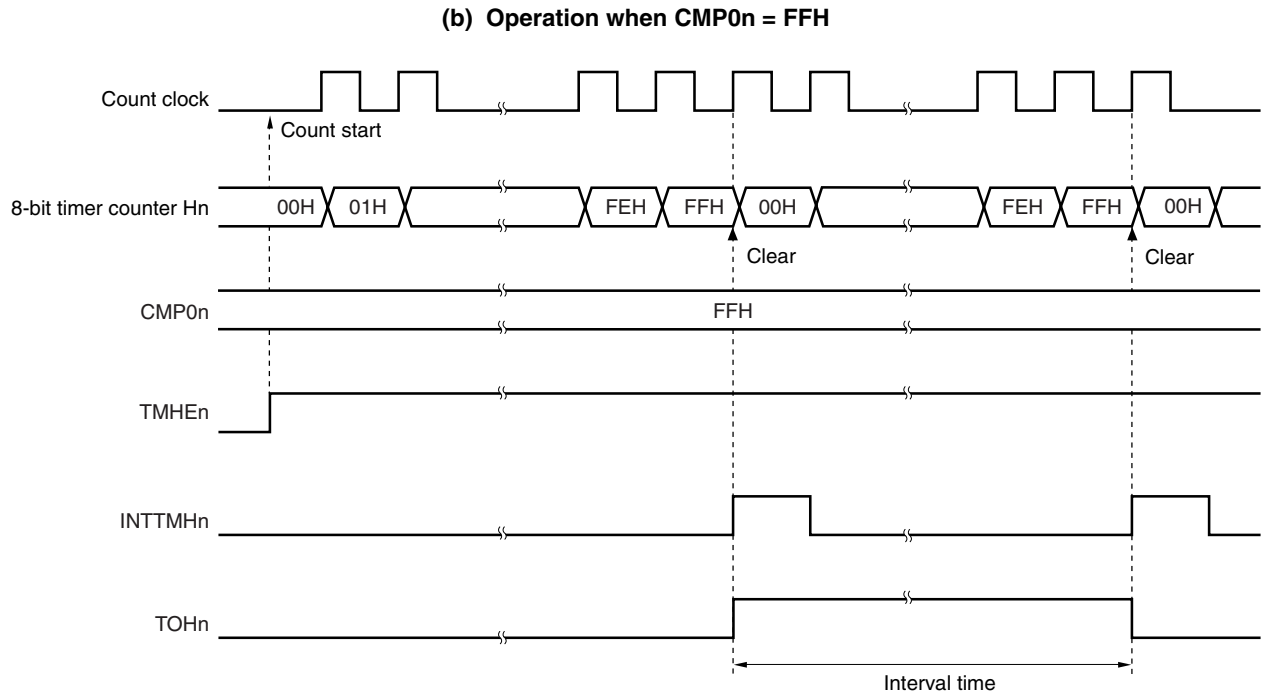 (b) Operation when CMP0n = FFH
Count clock
Count start
8-bit timer counter Hn
00H 01H FEH FFH 00H FEH FFH 00H
Clear Clear
CMP0n
FFH
TMHEn
INTTMHn
TOHn
Interval time